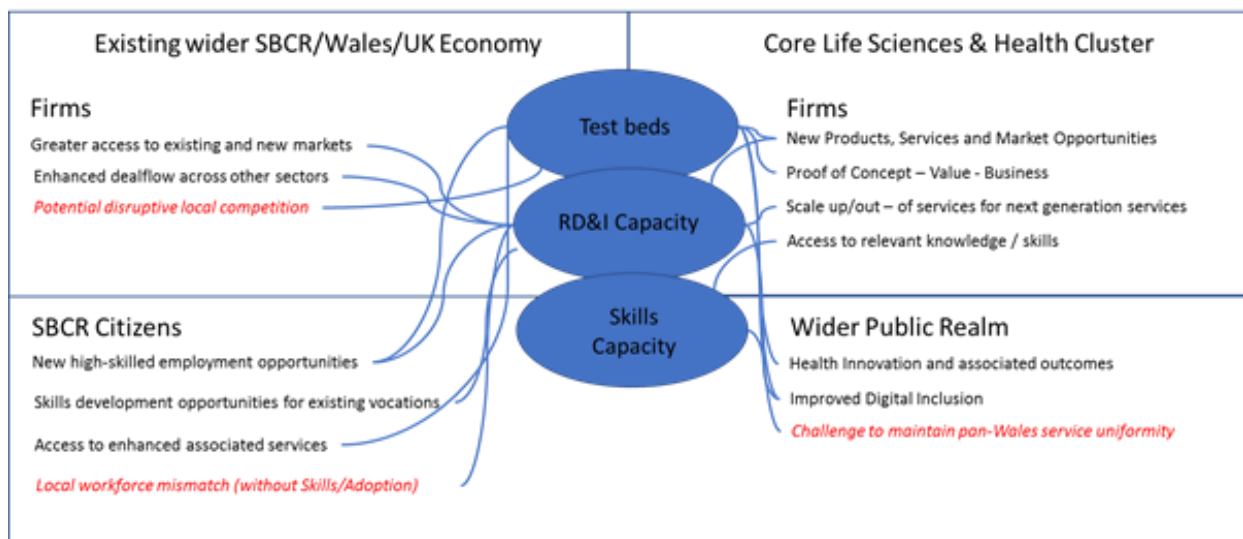 Existing wider SBCR/Wales/UK Economy
Core Life Sciences & Health Cluster
Firms
Greater access to existing and new markets
Enhanced dealflow across other sectors
Potential disruptive local competition
Test beds
RD&I Capacity
Skills
Capacity
Firms
New Products, Services and Market Opportunities
Proof of Concept – Value - Business
Scale up/out – of services for next generation services
Access to relevant knowledge / skills
SBCR Citizens
New high-skilled employment opportunities
Skills development opportunities for existing vocations
Access to enhanced associated services
Local workforce mismatch (without Skills/Adoption)
Wider Public Realm
Health Innovation and associated outcomes
Improved Digital Inclusion
Challenge to maintain pan-Wales service uniformity